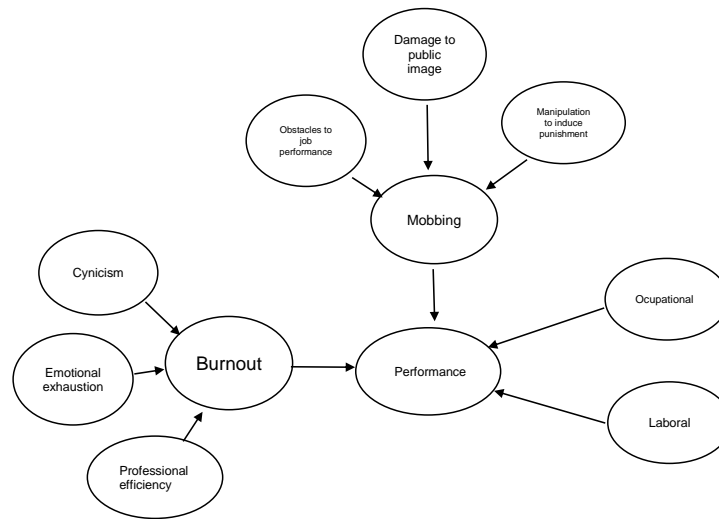 Damage to
public
image
Obstacles to
job
performance
Manipulation
to induce
punishment
Mobbing
Cynicism
Ocupational
Emotional
exhaustion
Burnout
Performance
Laboral
Professional
efficiency